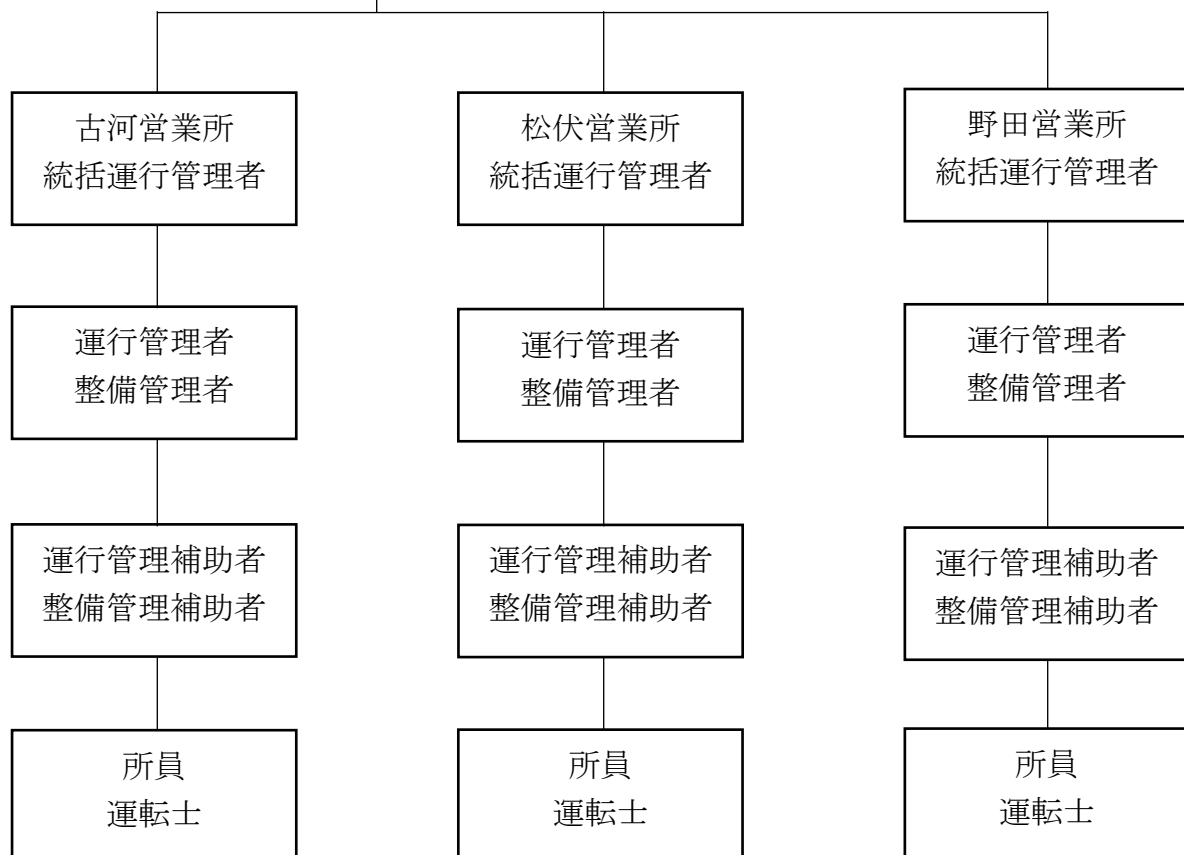 古河営業所
統括運行管理者
松伏営業所
統括運行管理者
野田営業所
統括運行管理者
運行管理者
整備管理者
運行管理者
整備管理者
運行管理者
整備管理者
運行管理補助者
整備管理補助者
運行管理補助者
整備管理補助者
運行管理補助者
整備管理補助者
所員
運転士
所員
運転士
所員
運転士